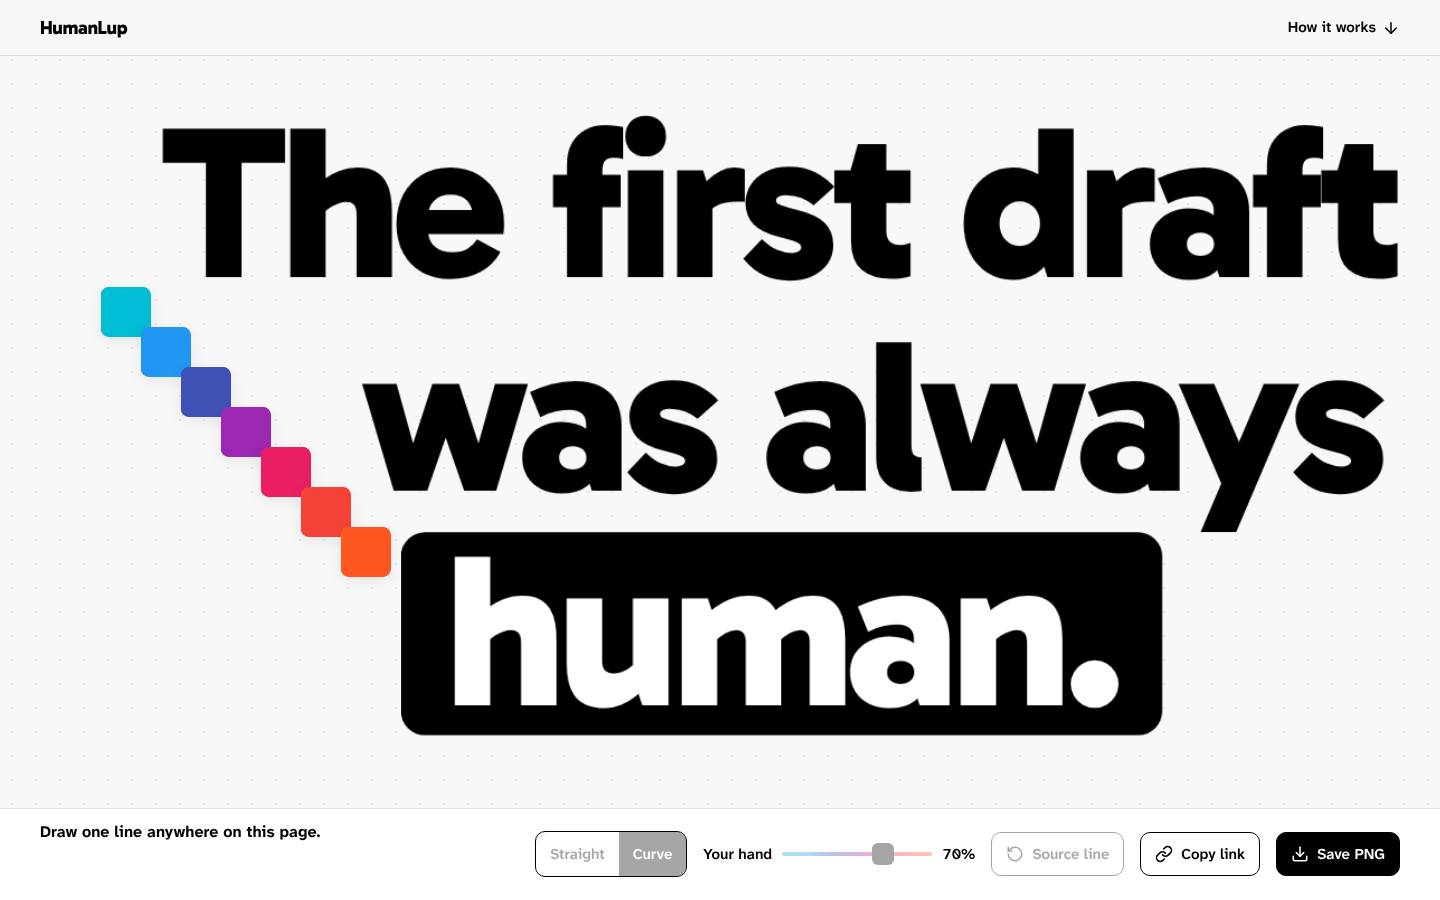 HumanLup
How it works
The first draft
was always
human.
Draw one line anywhere on this page.
Straight
Curve
Your hand
70%
Source line
Copy link
Save PNG